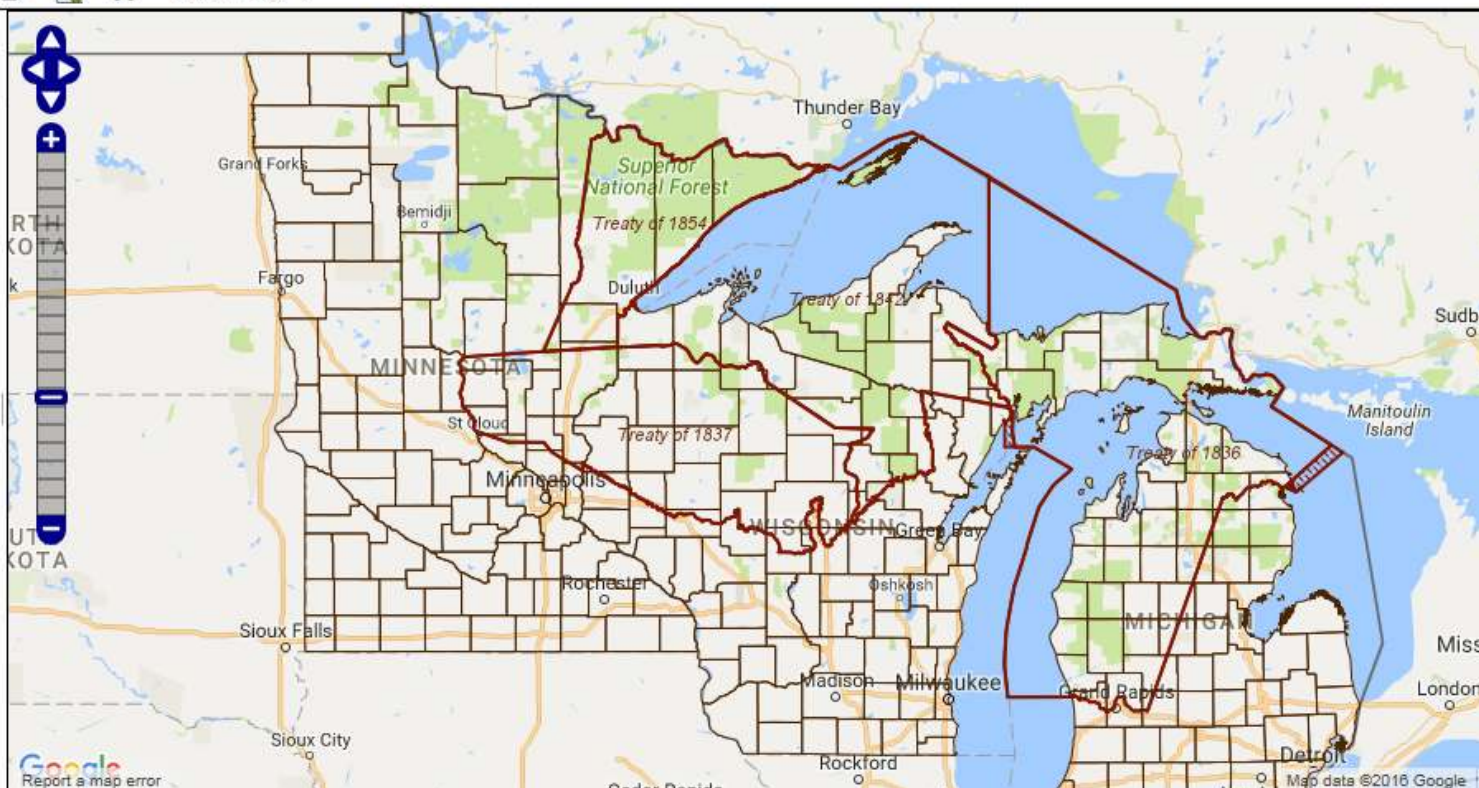 Thunder Bay
Grand Forks
Superior
National Forest
Bemidji
Treaty of 1854
Fargo
Duluth
Treaty of 1842
Sudb
MINNESOTA
Manitoulin
Island
St Cloud
Treaty of 1837
Treaty of 1836
Minneapolis
WISCONSIN
Green Bay
Rochester
Oshkosh
Sioux Falls
MICHIGAN
Miss
Madison
Milwaukee
Grand Rapids
London
Sioux City
Detroit
Rockford
Google
Report a map error
Map data ©2016 Google